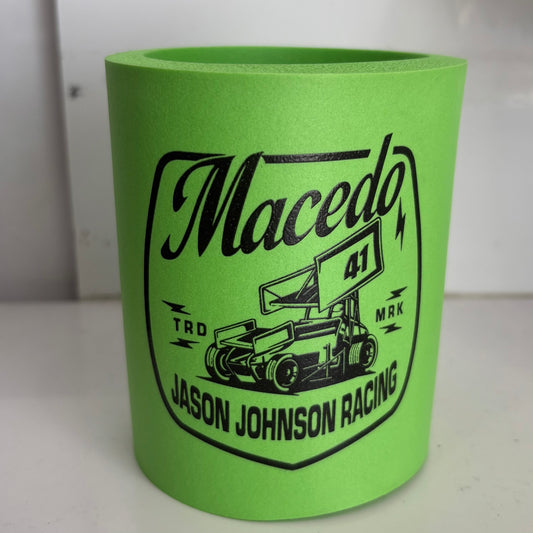 Macedo
41
TRD MRK
JASON JOHNSON RACING